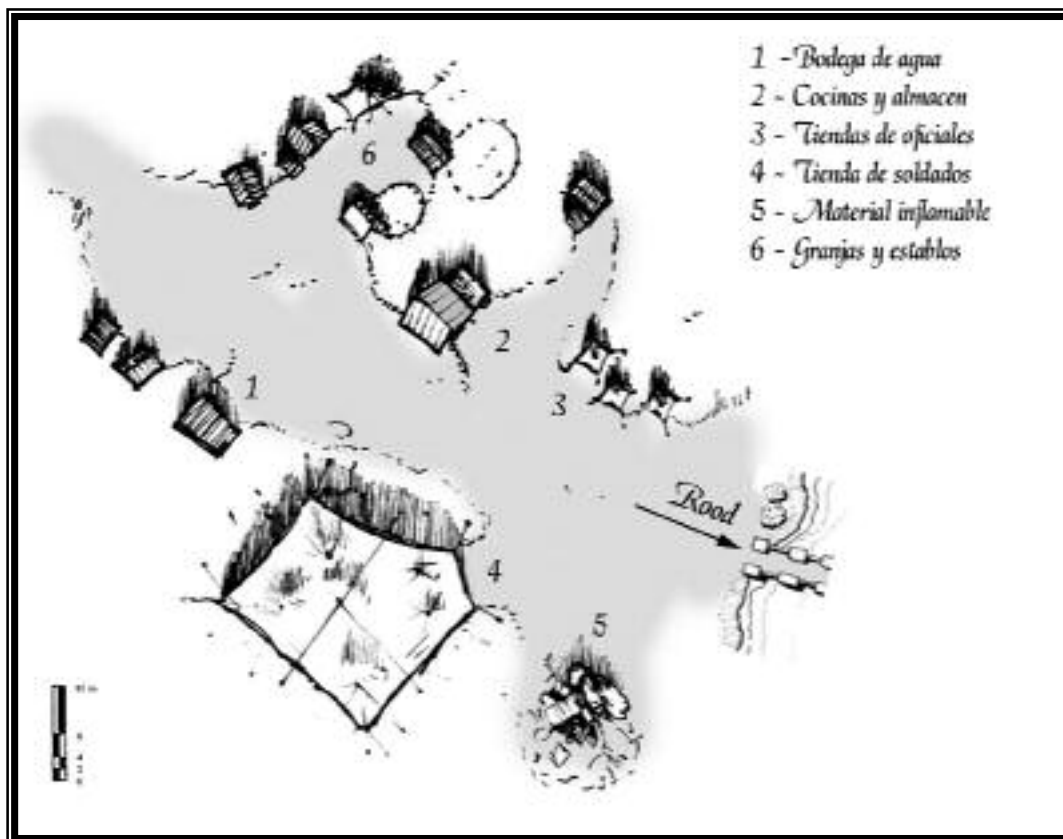 1 - Bodega de agua
2 - Cocinas y almacen
3 - Tiendas de oficiales
4 - Tienda de soldados
5 - Material inflamable
6 - Granjas y establos
6
2
1
3
Rood
4
5